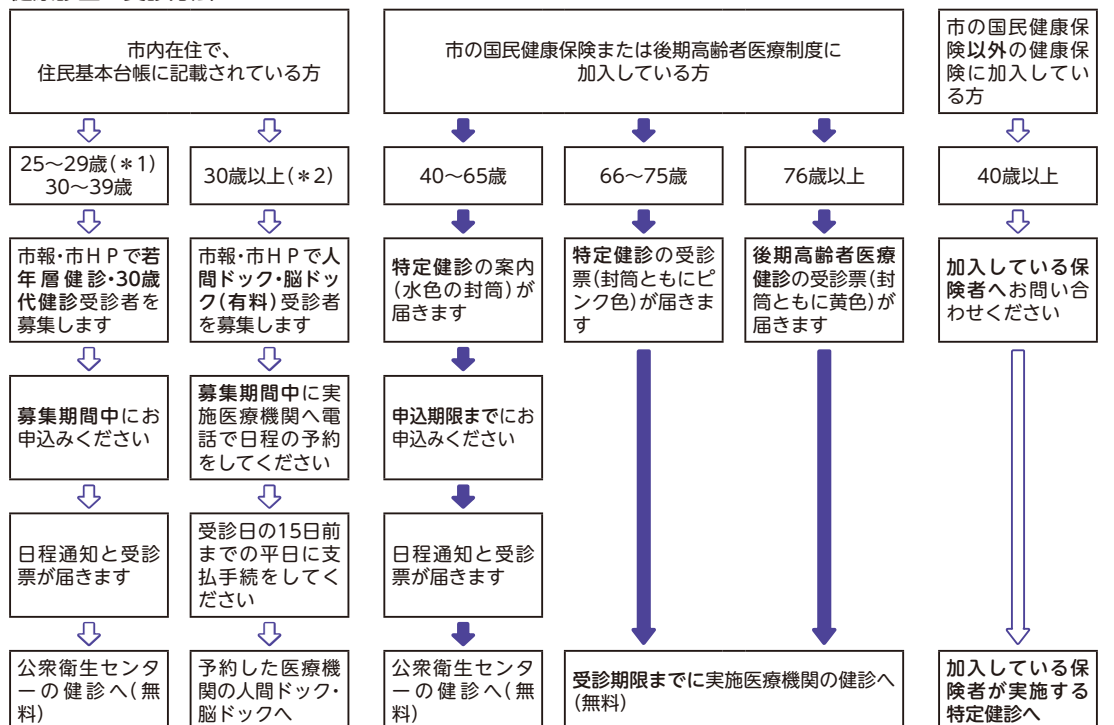 市内在住で、
住民基本台帳に記載されている方
市の国民健康保険または後期高齢者医療制度に
加入している方
市の国民健康保
険以外の健康保
険に加入してい
る方
25～29歳(＊1)
30～39歳
30歳以上(＊2)
40～65歳
66～75歳
76歳以上
40歳以上
市報・市ＨＰで若
年層健診・30歳
代健診受診者を
募集します
市報・市ＨＰで人
間ドック・脳ドッ
ク(有料)受診者
を募集します
特定健診の案内
(水色の封筒)が
届きます
特定健診の受診
票(封筒ともにピ
ンク色)が届きま
す
後期高齢者医療
健診の受診票(封
筒ともに黄色)が
届きます
加入している保
険者へお問い合
わせください
募集期間中にお
申込みください
募集期間中に実
施医療機関へ電
話で日程の予約
をしてください
申込期限までにお
申込みください
日程通知と受診
票が届きます
受診日の15日前
までの平日に支
払手続をしてく
ださい
日程通知と受診
票が届きます
公衆衛生センタ
ーの健診へ(無
料)
予約した医療機
関の人間ドック・
脳ドックへ
公衆衛生センタ
ーの健診へ(無
料)
受診期限までに実施医療機関の健診へ
(無料)
加入している保
険者が実施する
特定健診へ